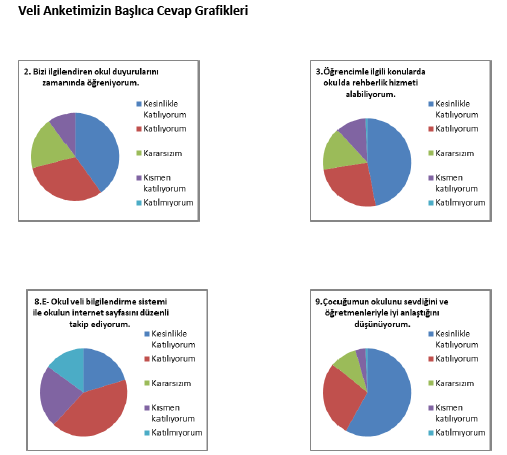 Veli Anketimizin Başlıca Cevap Grafikleri
2. Bizi ilgilendiren okul duyurularını
zamanında öğreniyorum.
Kesinlikle
Katılıyorum
Katılıyorum
Kararsızım
Kısmen
katılıyorum
Katılmıyorum
3.Öğrencimle ilgili konularda
okulda rehberlik hizmeti
alabiliyorum.
Kesinlikle
Katılıyorum
Katılıyorum
Kararsızım
Kısmen
katılıyorum
Katılmıyorum
8.E- Okul veli bilgilendirme sistemi
ile okulun internet sayfasını düzenli
takip ediyorum.
Kesinlikle
Katılıyorum
Katılıyorum
Kararsızım
Kısmen
katılıyorum
Katılmıyorum
9.Çocuğumun okulunu sevdiğini ve
öğretmenleriyle iyi anlaştığını
düşünüyorum.
Kesinlikle
Katılıyorum
Katılıyorum
Kararsızım
Kısmen
katılıyorum
Katılmıyorum